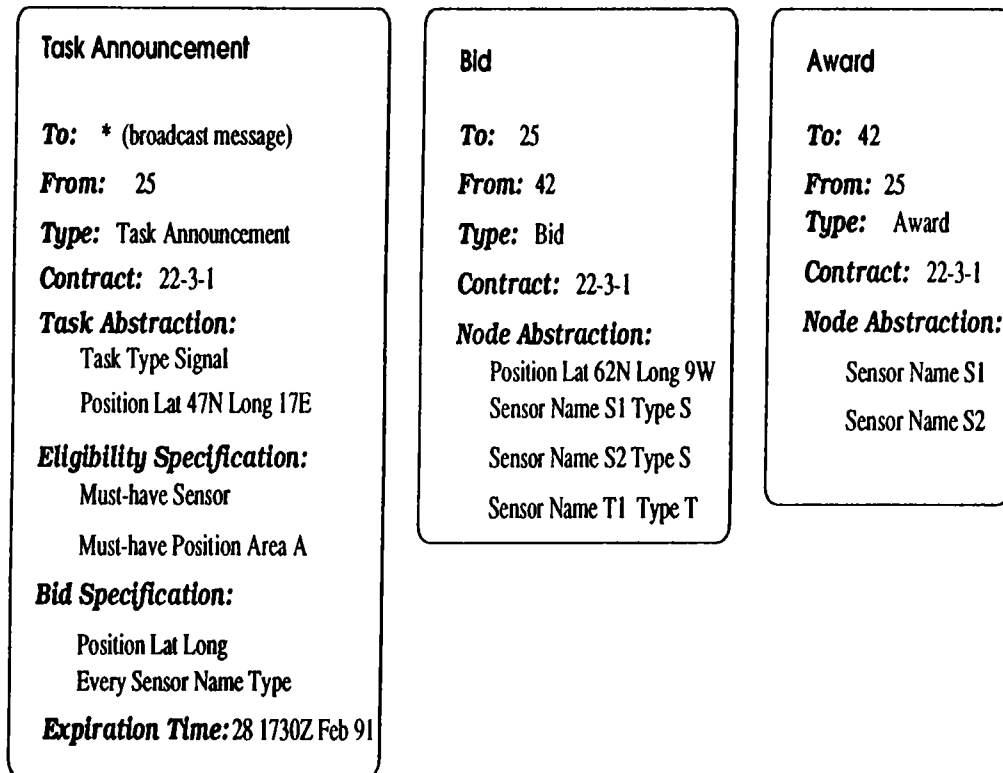 Task Announcement
To: * (broadcast message)
From: 25
Type: Task Announcement
Contract: 22-3-1
Task Abstraction:
Task Type Signal
Position Lat 47N Long 17E
Eligibility Specification:
Must-have Sensor
Must-have Position Area A
Bid Specification:
Position Lat Long
Every Sensor Name Type
Expiration Time: 28 1730Z Feb 91
Bid
To: 25
From: 42
Type: Bid
Contract: 22-3-1
Node Abstraction:
Position Lat 62N Long 9W
Sensor Name S1 Type S
Sensor Name S2 Type S
Sensor Name T1 Type T
Award
To: 42
From: 25
Type: Award
Contract: 22-3-1
Node Abstraction:
Sensor Name S1
Sensor Name S2